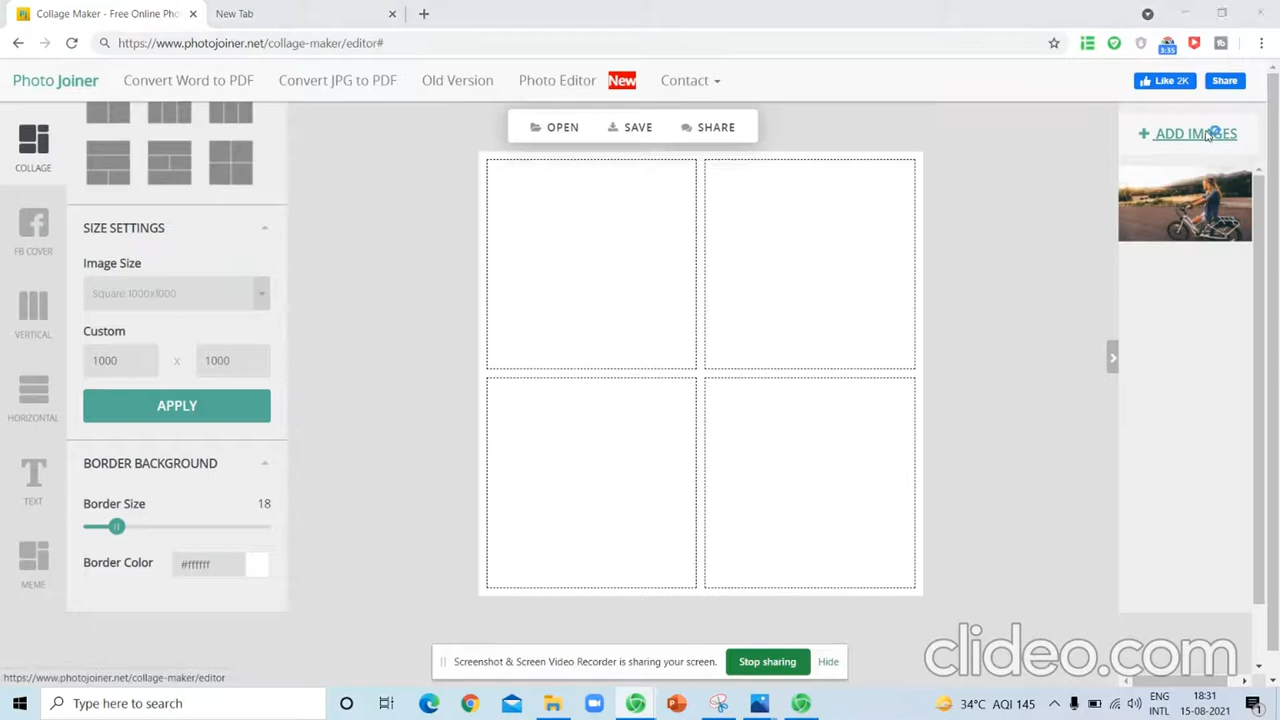 Collage Maker - Free Online Pho
New Tab
https://www.photojoiner.net/collage-maker/editor#
3:35
Photo Joiner
Convert Word to PDF
Convert JPG to PDF
Old Version
Photo Editor
New
Contact
Like 2K
Share
OPEN
SAVE
SHARE
+ ADD IMAGES
COLLAGE
FB COVER
VERTICAL
HORIZONTAL
TEXT
MEME
SIZE SETTINGS
Image Size
Square 1000x1000
Custom
1000 x 1000
APPLY
BORDER BACKGROUND
Border Size 18
Border Color #ffffff
clideo.com
Screenshot & Screen Video Recorder is sharing your screen.
Stop sharing
Hide
https://www.photojoiner.net/collage-maker/editor
Type here to search
34°C AQI 145
ENG
INTL
18:31
15-08-2021
1